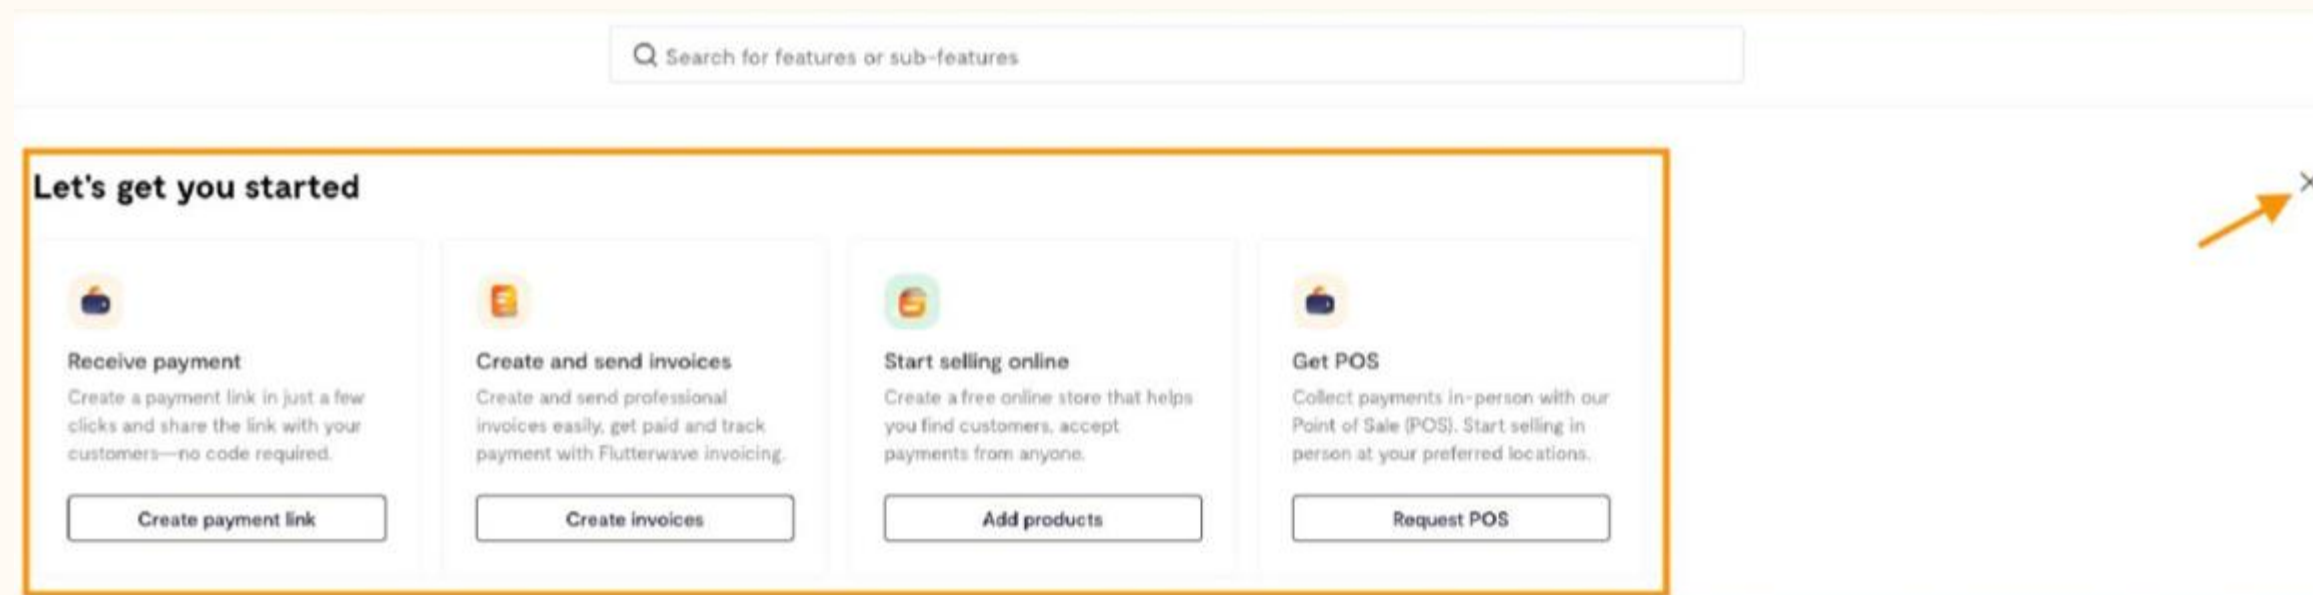 Search for features or sub-features
Let's get you started
Receive payment
Create a payment link in just a few
clicks and share the link with your
customers—no code required.
Create payment link
Create and send invoices
Create and send professional
invoices easily, get paid and track
payment with Flutterwave invoicing.
Create invoices
Start selling online
Create a free online store that helps
you find customers, accept
payments from anyone.
Add products
Get POS
Collect payments in-person with our
Point of Sale (POS). Start selling in
person at your preferred locations.
Request POS